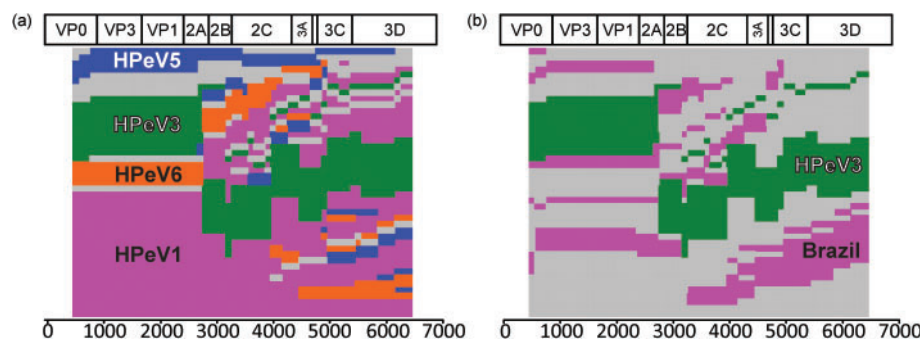 (a) VP0 VP3 VP1 2A 2B 2C 3A 3C 3D
HPeV5
HPeV3
HPeV6
HPeV1
0 1000 2000 3000 4000 5000 6000 7000
(b) VP0 VP3 VP1 2A 2B 2C 3A 3C 3D
HPeV3
Brazil
0 1000 2000 3000 4000 5000 6000 7000